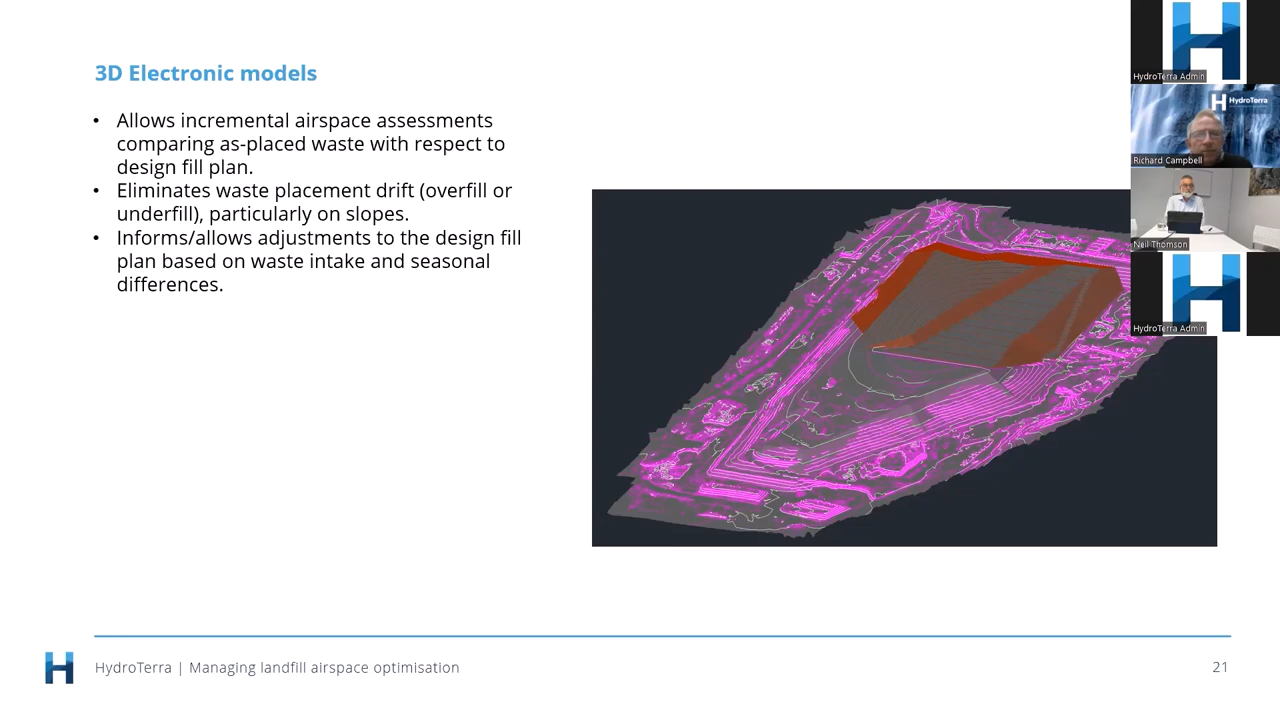 3D Electronic models
• Allows incremental airspace assessments
comparing as-placed waste with respect to
design fill plan.
• Eliminates waste placement drift (overfill or
underfill), particularly on slopes.
• Informs/allows adjustments to the design fill
plan based on waste intake and seasonal
differences.
HydroTerra Admin
HydroTerra
Richard Campbell
Neil Thomson
HydroTerra Admin
HydroTerra | Managing landfill airspace optimisation
21